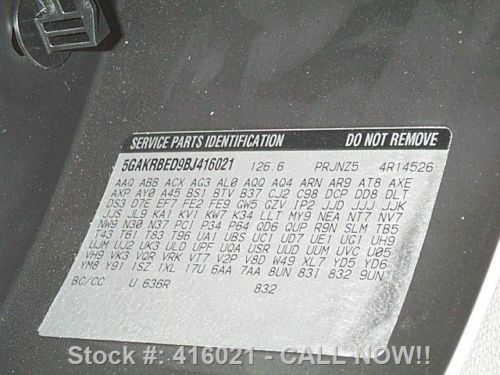 SERVICE PARTS IDENTIFICATION DO NOT REMOVE
5GAKRBED9BJ416021 126.6 PRJNZ5 4R14526
AAQ AB8 ACX AG3 AL0 AQQ AQ4 ARN AR9 AT8 AXE
AXP AY0 A45 BS1 BTV B37 CJ2 C98 DCP DD8 DL7
DS3 D7E EF7 FE2 FE9 GW5 GZV IP2 JJD JJJ JJK
JJS JL9 KA1 KV1 KW7 K34 LLT MY9 NEA NT7 NV7
NW9 N30 N37 PCI P34 P64 QD6 QUP R9N SLM TB5
T43 T61 T83 T96 UA1 UBS UC1 UD7 UE1 UG1 UH9
UJM UJ2 UK3 ULD UPF UQA USR UUD UUM UVC U05
VH9 VK3 VQR VRK VT7 V2P V8D W49 XL7 YD5 YD6
YM8 Y91 1SZ 1XL 17U 6AA 7AA 8UN 831 832 9UN
BC/CC U 636R 832
Stock #: 416021 - CALL NOW!!